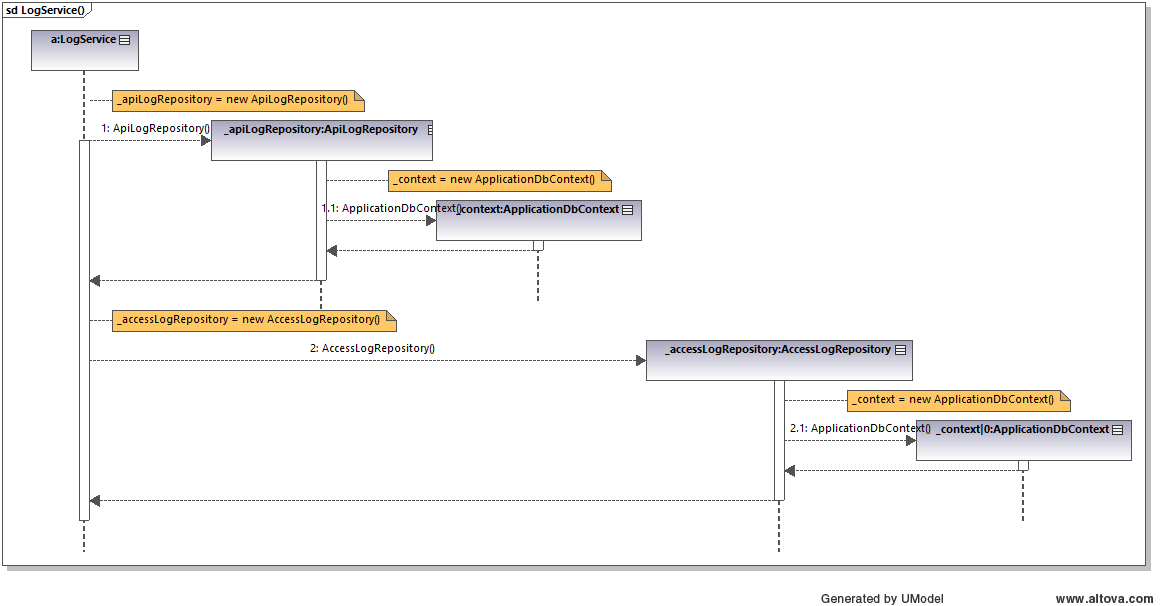 sd LogService()
a:LogService
_apiLogRepository = new ApiLogRepository()
1: ApiLogRepository()
_apiLogRepository:ApiLogRepository
_context = new ApplicationDbContext()
1.1: ApplicationDbContext()
_context:ApplicationDbContext
_accessLogRepository = new AccessLogRepository()
2: AccessLogRepository()
_accessLogRepository:AccessLogRepository
_context = new ApplicationDbContext()
2.1: ApplicationDbContext()
_context|0:ApplicationDbContext
Generated by UModel
www.altova.com